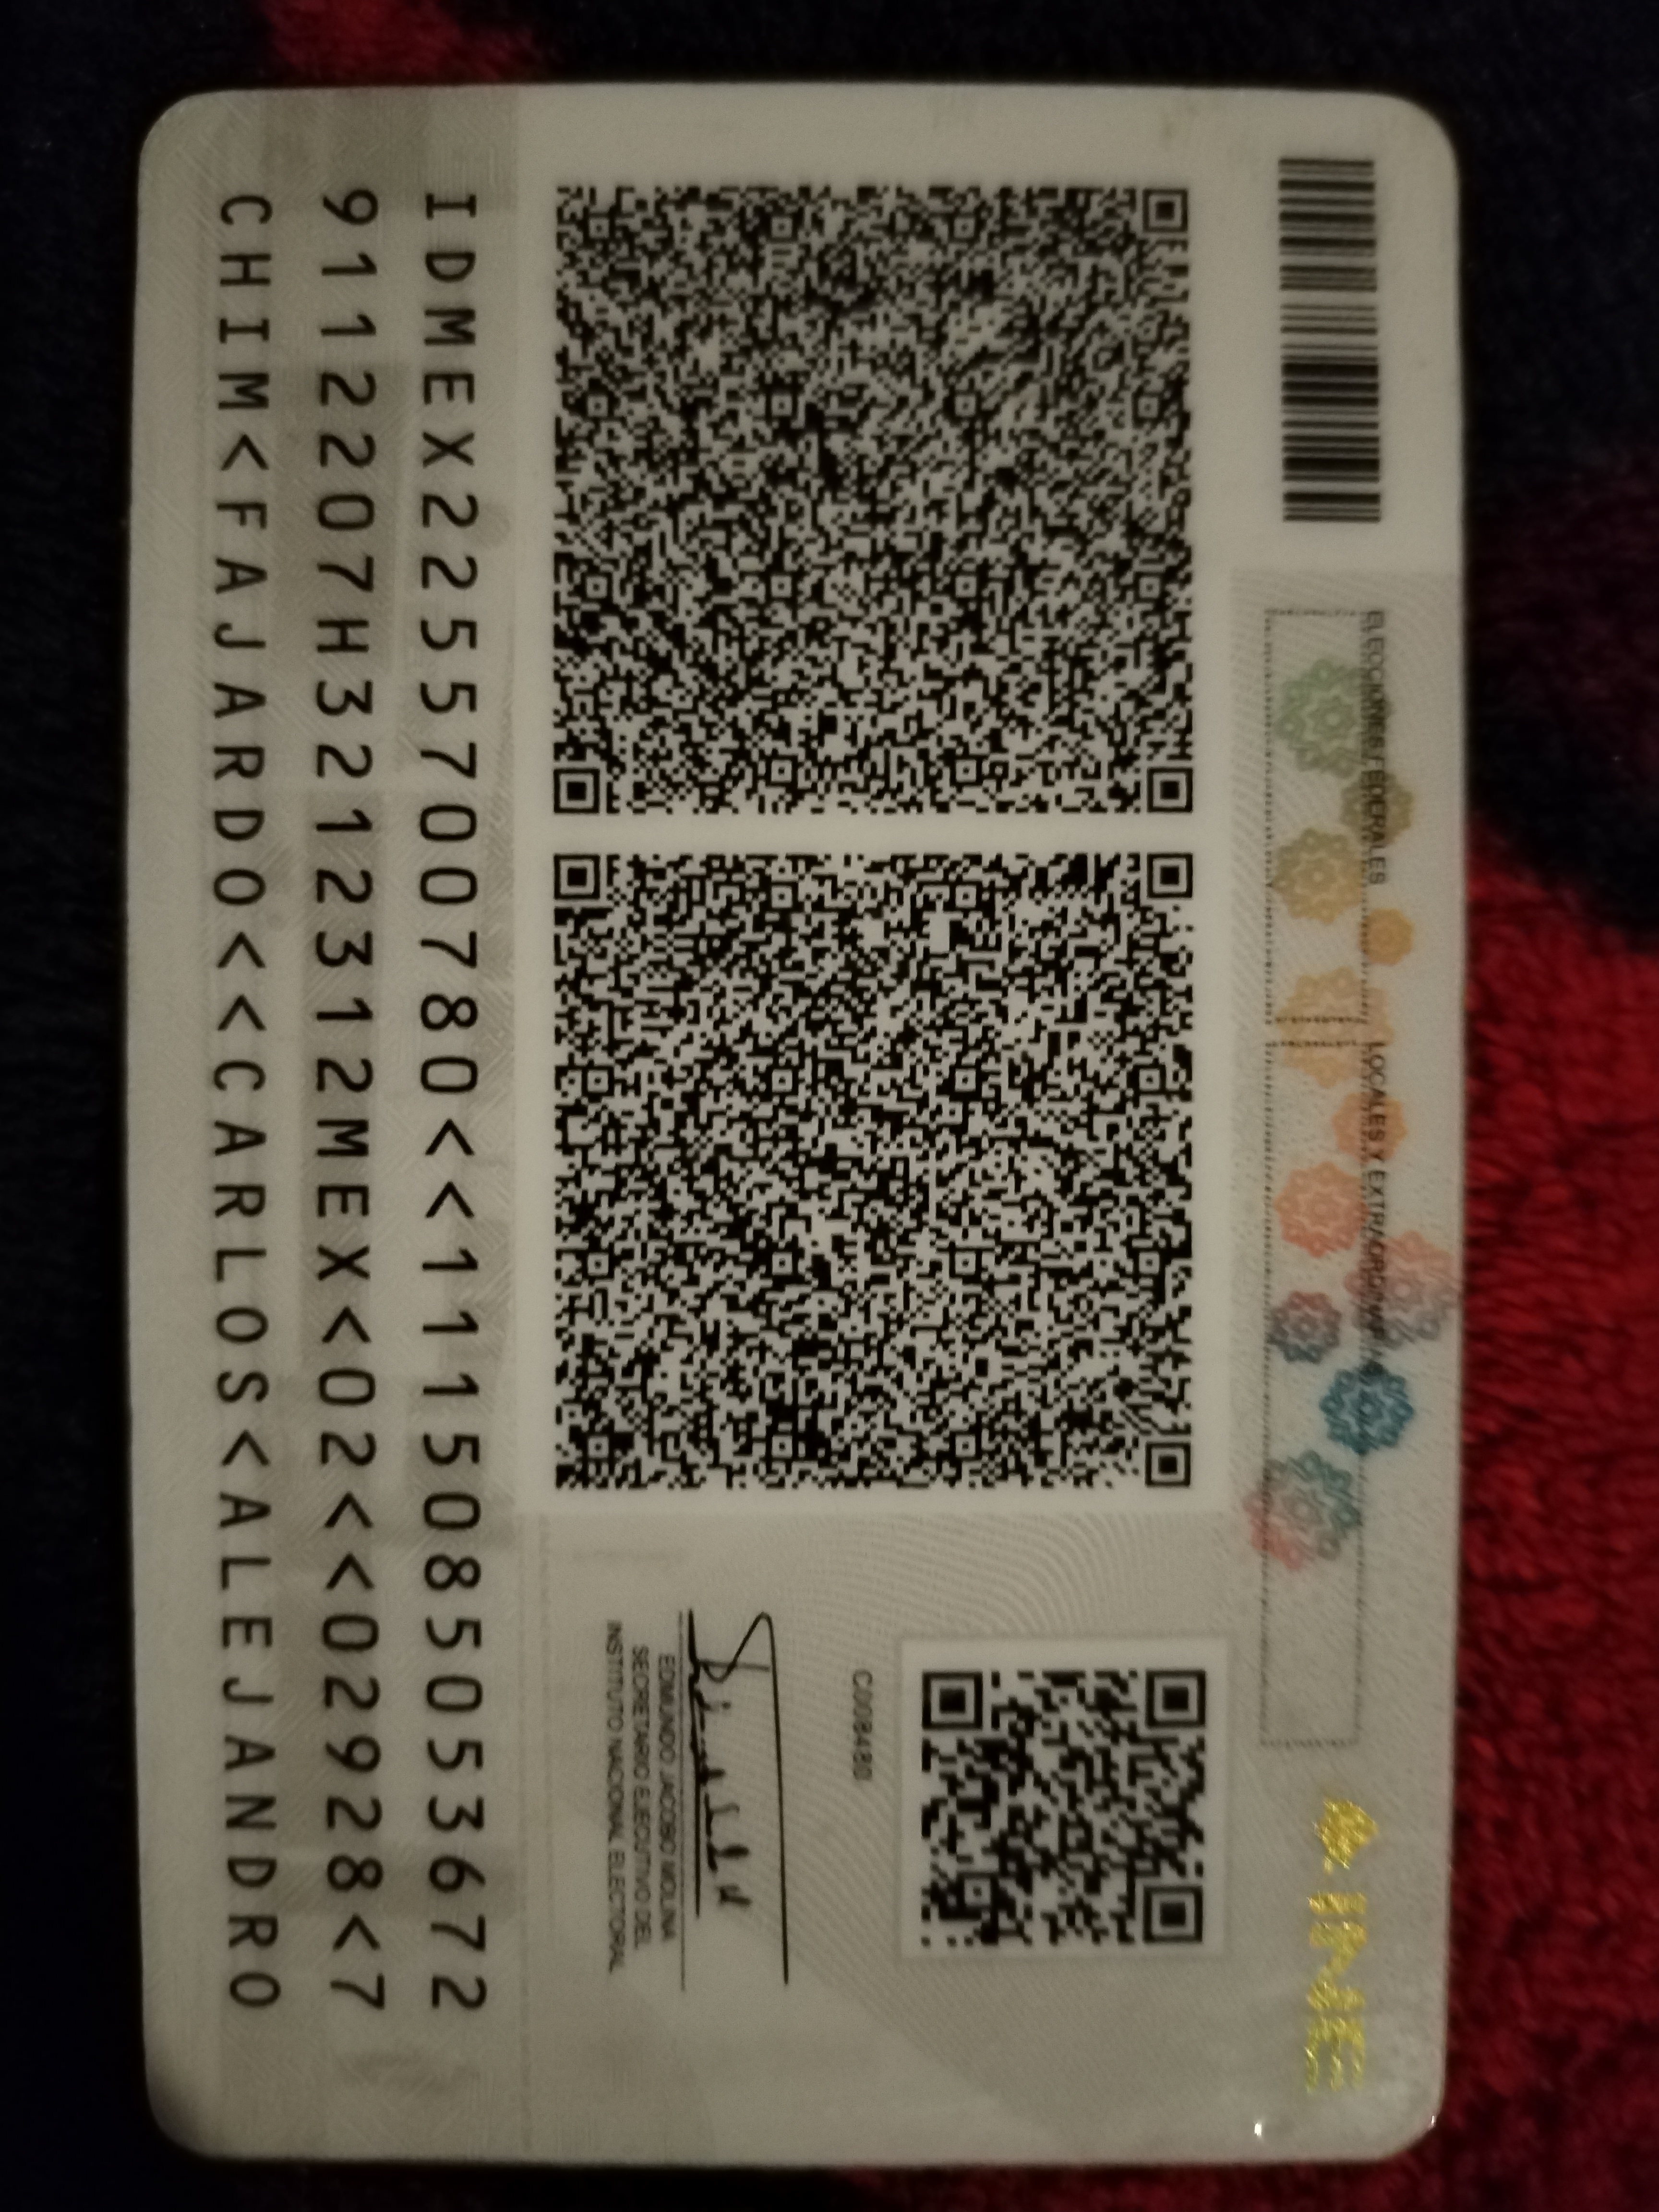 ELECCIONES FEDERALES
LOCALES Y EXTRAORDINARIAS
INE
EDMUNDO JACOBO MOLINA
SECRETARIO EJECUTIVO DEL
INSTITUTO NACIONAL ELECTORAL
IDMEX2255700780<<1115085053672
9112207H3212312MEX<02<<02928<7
CHIM<FAJARDO<<CARLOS<ALEJANDRO